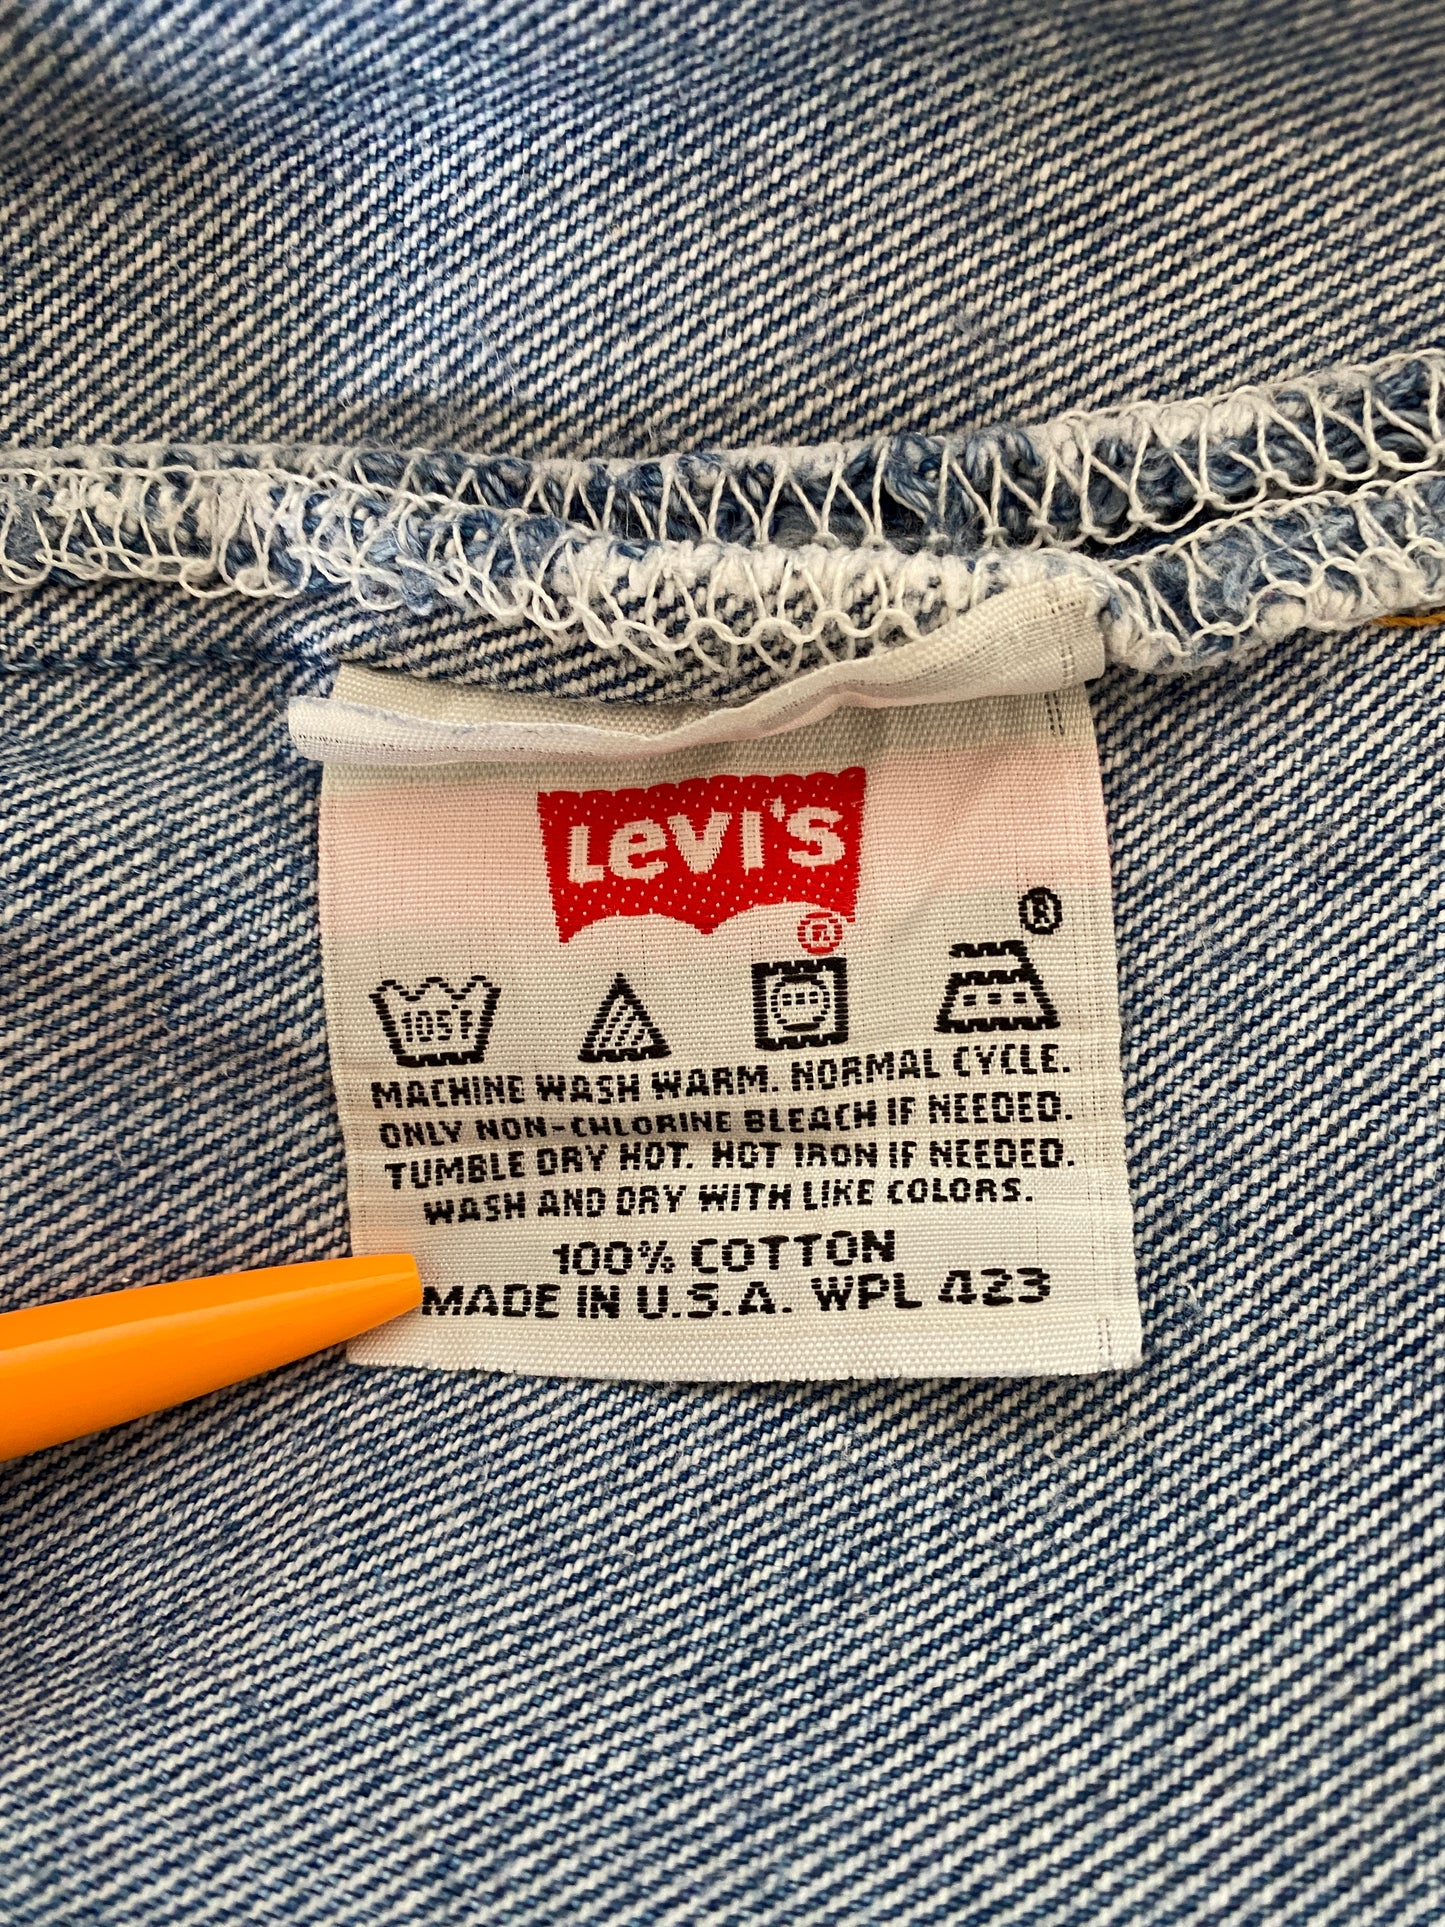 LEVI'S
®
®
105°F
MACHINE WASH WARM. NORMAL CYCLE.
ONLY NON-CHLORINE BLEACH IF NEEDED.
TUMBLE DRY HOT. HOT IRON IF NEEDED.
WASH AND DRY WITH LIKE COLORS.
100% COTTON
MADE IN U.S.A. WPL 423